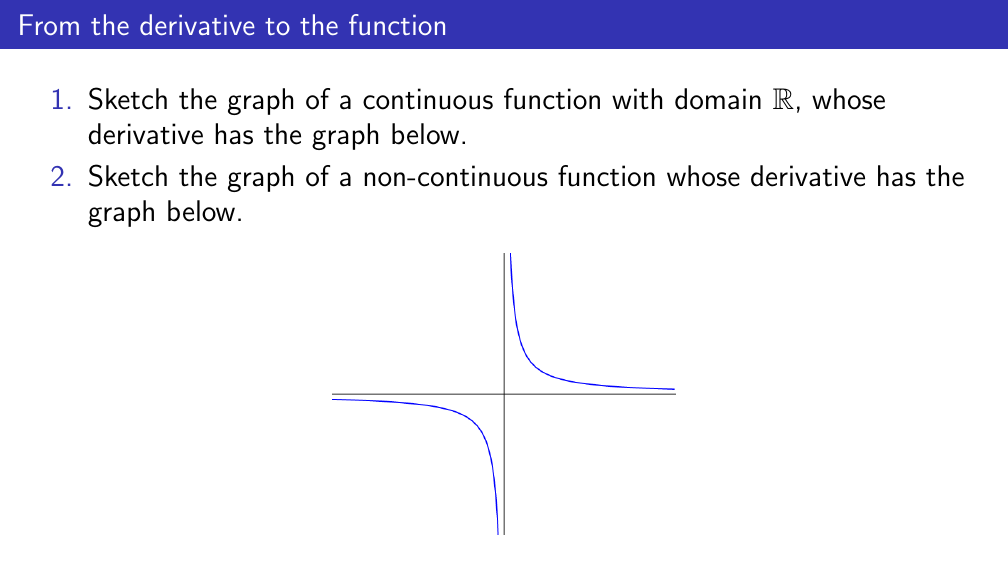 From the derivative to the function
1. Sketch the graph of a continuous function with domain ℝ, whose
derivative has the graph below.
2. Sketch the graph of a non-continuous function whose derivative has the
graph below.